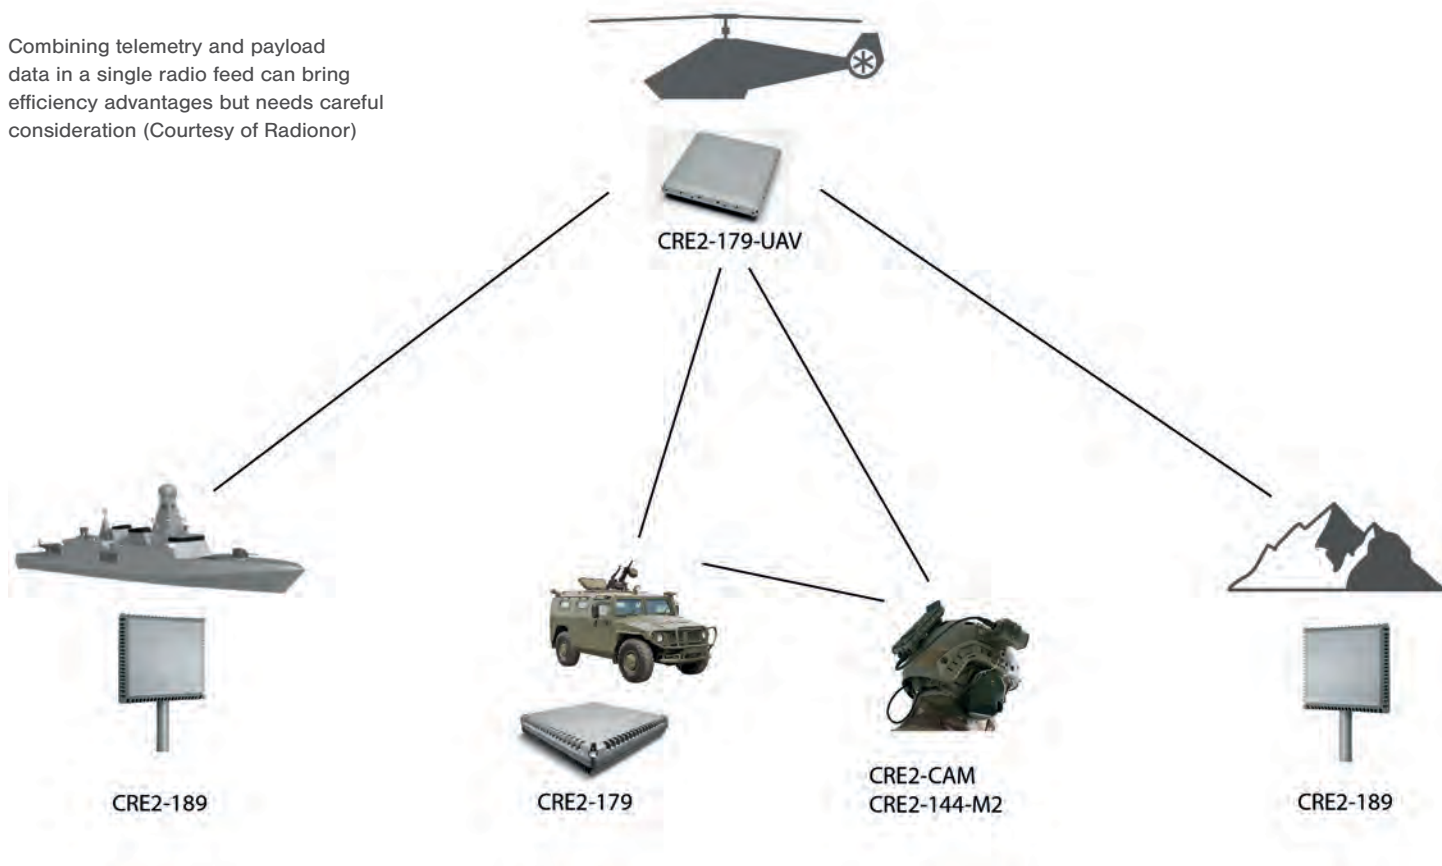 Combining telemetry and payload
data in a single radio feed can bring
efficiency advantages but needs careful
consideration (Courtesy of Radionor)
CRE2-179-UAV
CRE2-189
CRE2-179
CRE2-CAM
CRE2-144-M2
CRE2-189